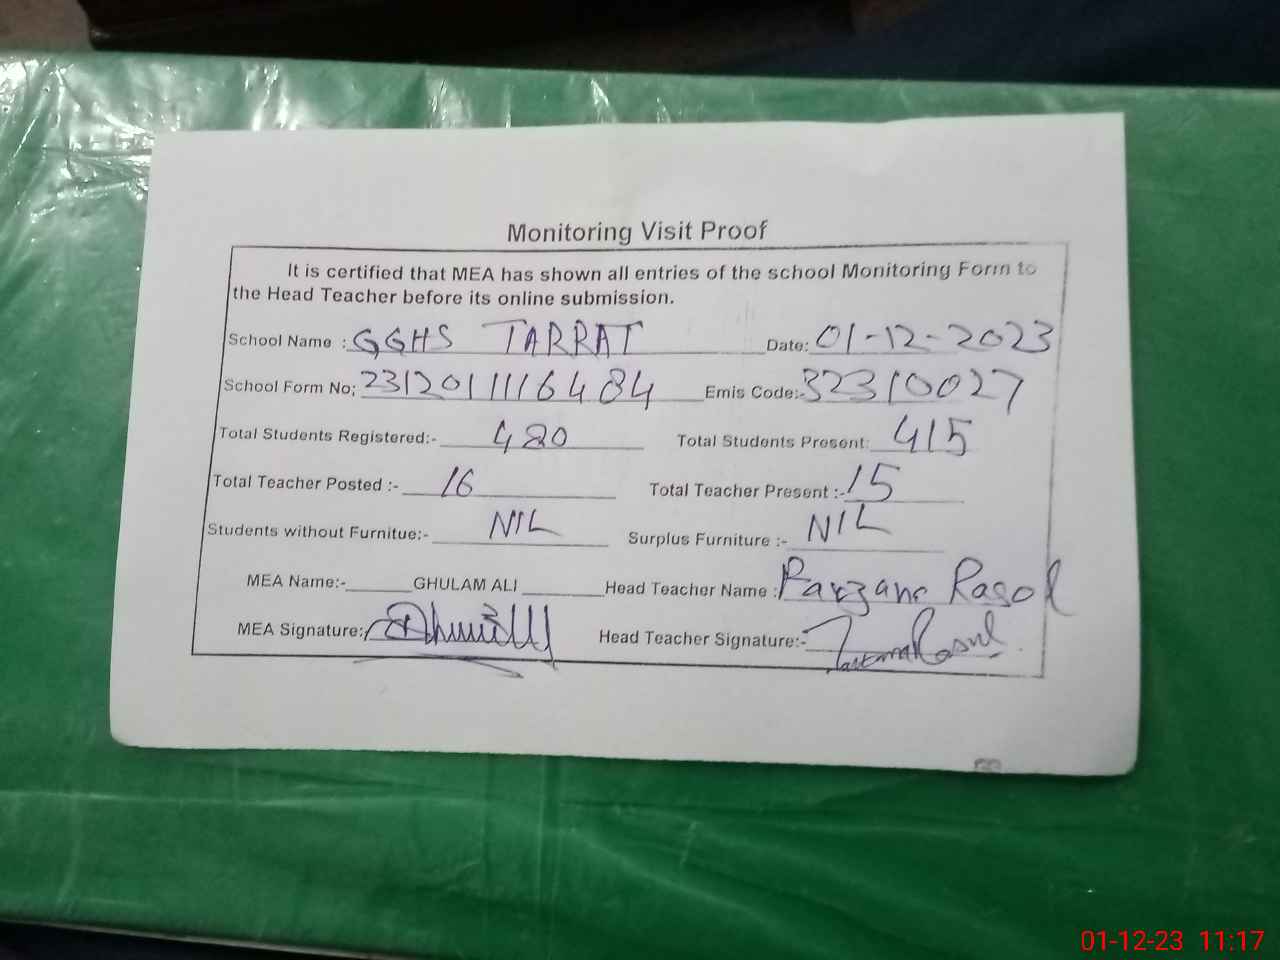 Monitoring Visit Proof
It is certified that MEA has shown all entries of the school Monitoring Form to
the Head Teacher before its online submission.
School Name : GGHS TARRAT Date: 01-12-2023
School Form No: 2312011116484 Emis Code:- 32310027
Total Students Registered:- 480 Total Students Present: 415
Total Teacher Posted :- 16 Total Teacher Present :- 15
Students without Furnitue:- NIL Surplus Furniture :- NIL
MEA Name:- GHULAM ALI Head Teacher Name : Farzana Rasol
MEA Signature: Head Teacher Signature:-
01-12-23 11:17